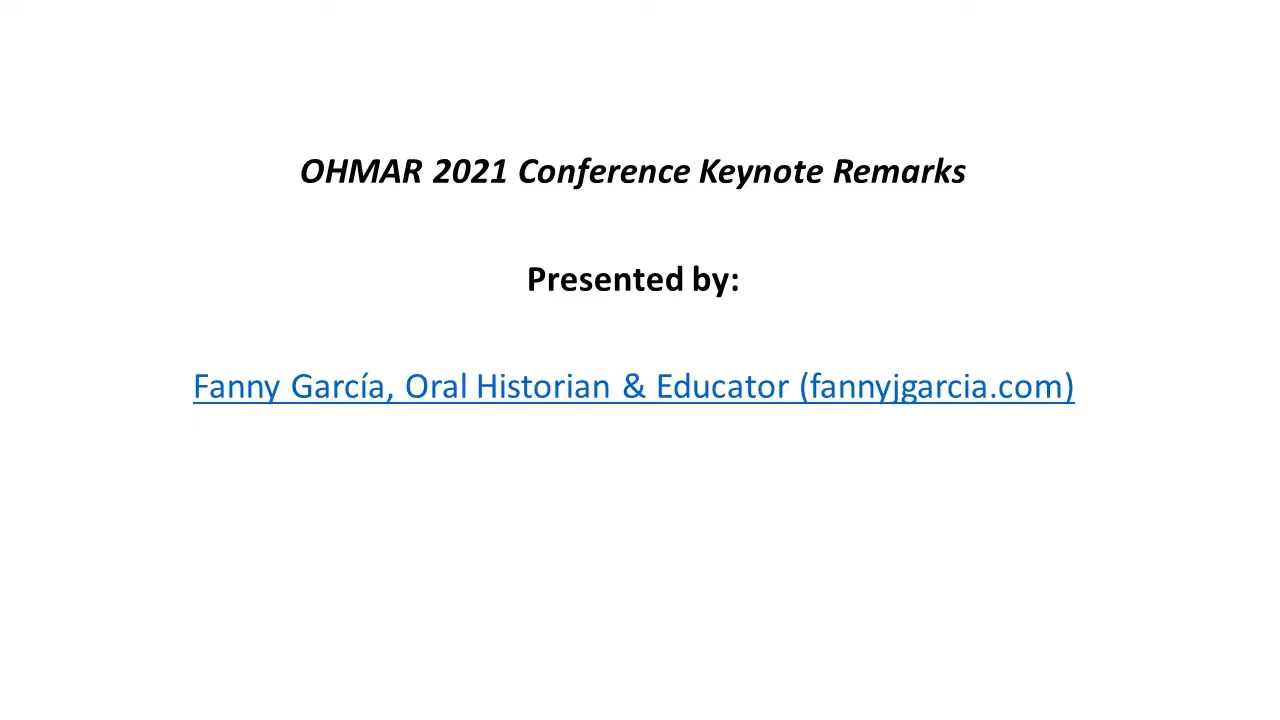 OHMAR 2021 Conference Keynote Remarks
Presented by:
Fanny García, Oral Historian & Educator (fannyjgarcia.com)